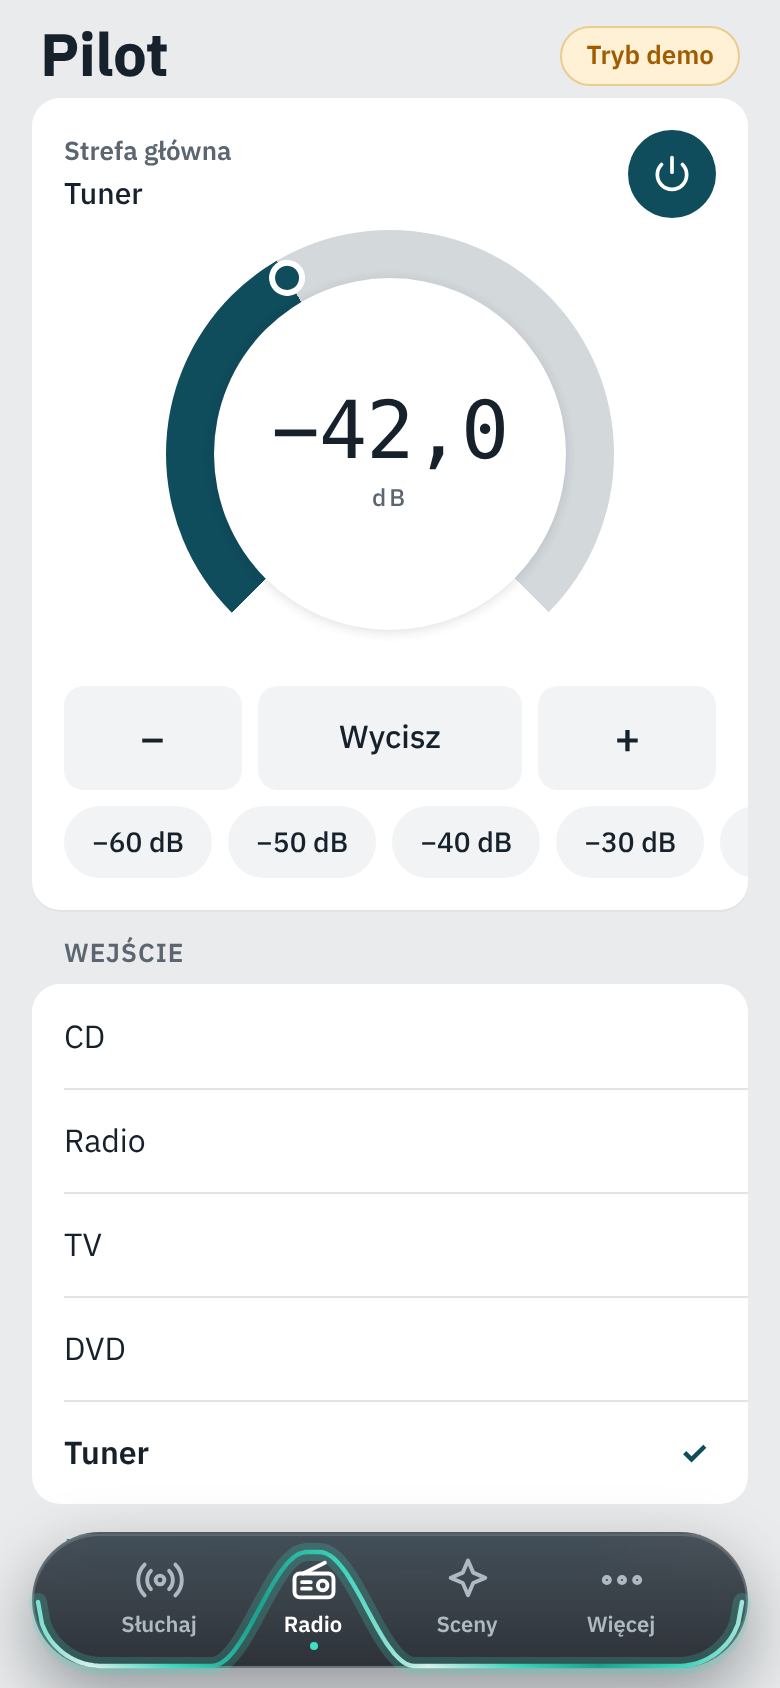 Pilot
Tryb demo
Strefa główna
Tuner
−42,0
dB
−
Wycisz
+
−60 dB
−50 dB
−40 dB
−30 dB
WEJŚCIE
CD
Radio
TV
DVD
Tuner
Słuchaj
Radio
Sceny
Więcej